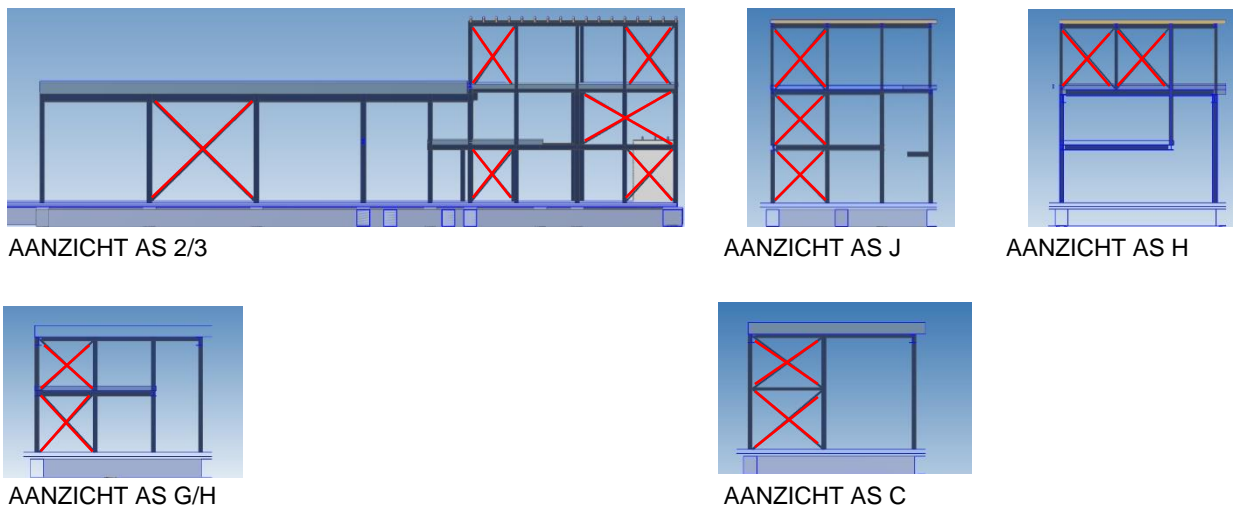 AANZICHT AS 2/3
AANZICHT AS J
AANZICHT AS H
AANZICHT AS G/H
AANZICHT AS C